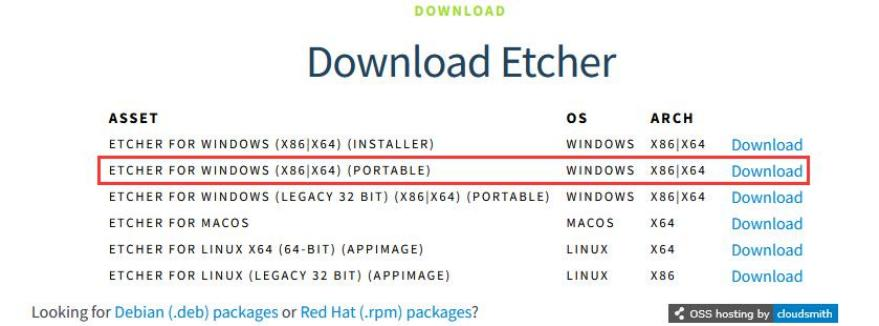 DOWNLOAD
Download Etcher
ASSET OS ARCH
ETCHER FOR WINDOWS (X86|X64) (INSTALLER) WINDOWS X86|X64 Download
ETCHER FOR WINDOWS (X86|X64) (PORTABLE) WINDOWS X86|X64 Download
ETCHER FOR WINDOWS (LEGACY 32 BIT) (X86|X64) (PORTABLE) WINDOWS X86|X64 Download
ETCHER FOR MACOS MACOS X64 Download
ETCHER FOR LINUX X64 (64-BIT) (APPIMAGE) LINUX X64 Download
ETCHER FOR LINUX (LEGACY 32 BIT) (APPIMAGE) LINUX X86 Download
Looking for Debian (.deb) packages or Red Hat (.rpm) packages? OSS hosting by cloudsmith